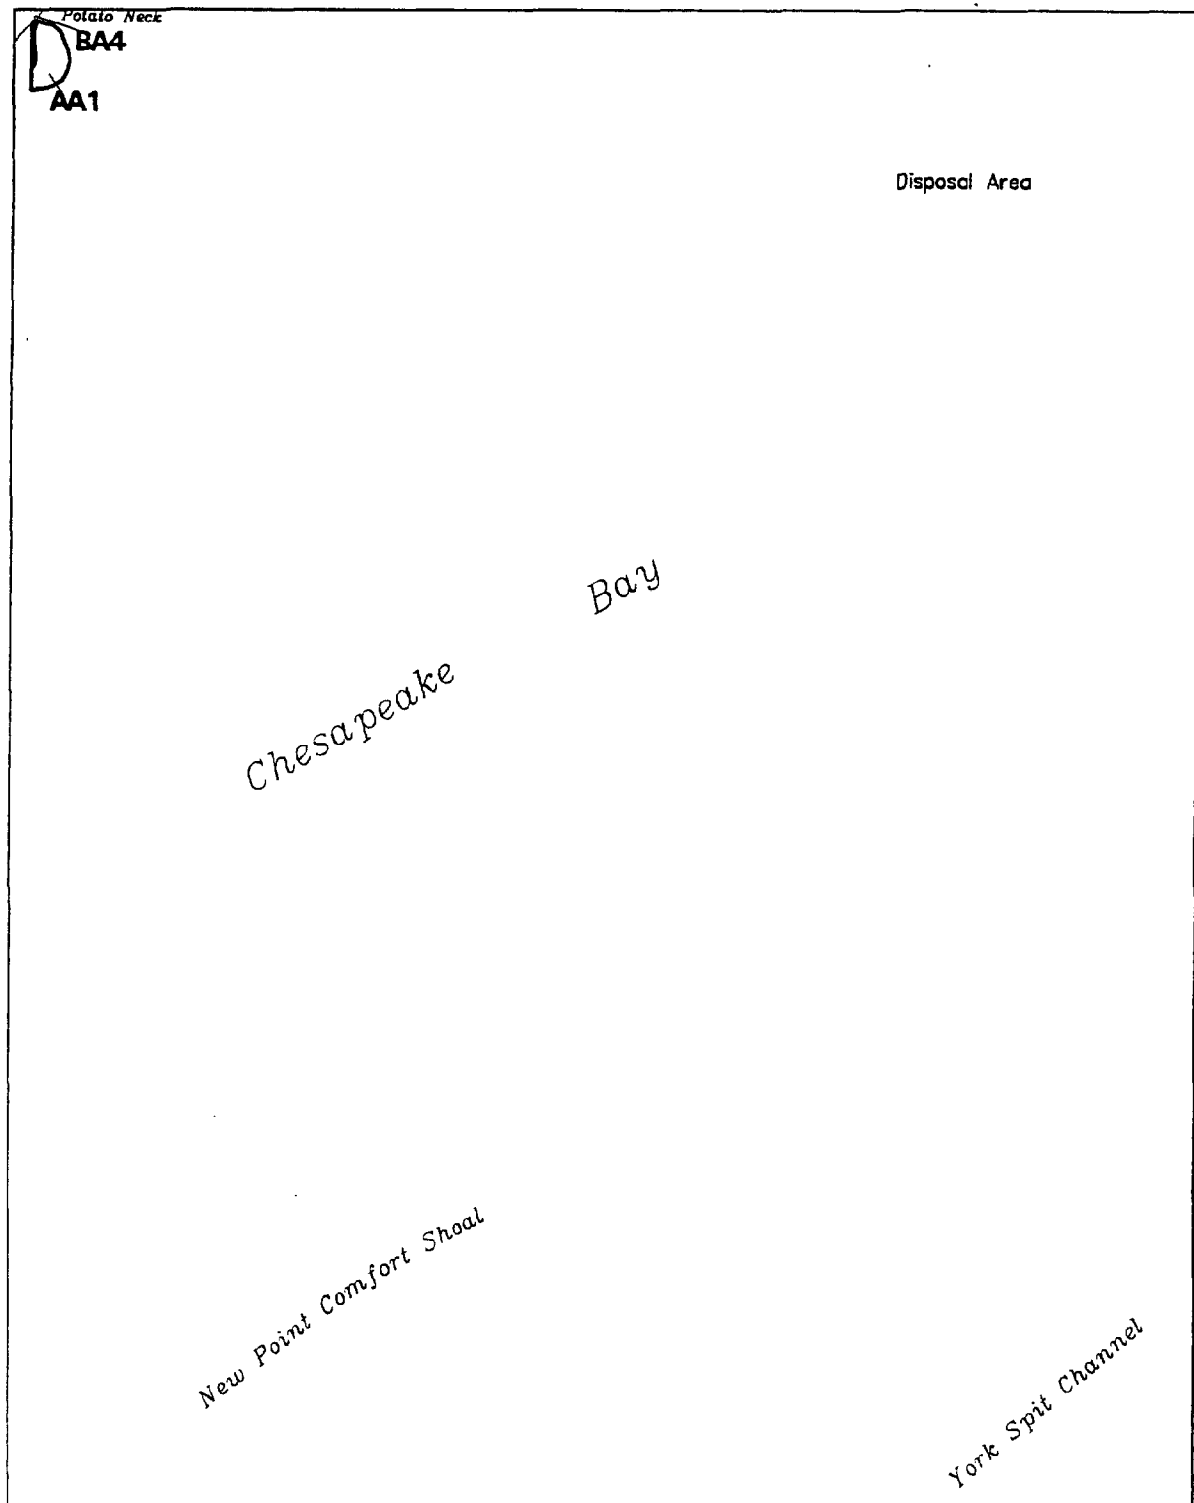 Potato Neck
BA4
AA1
Disposal Area
Chesapeake Bay
New Point Comfort Shoal
York Spit Channel